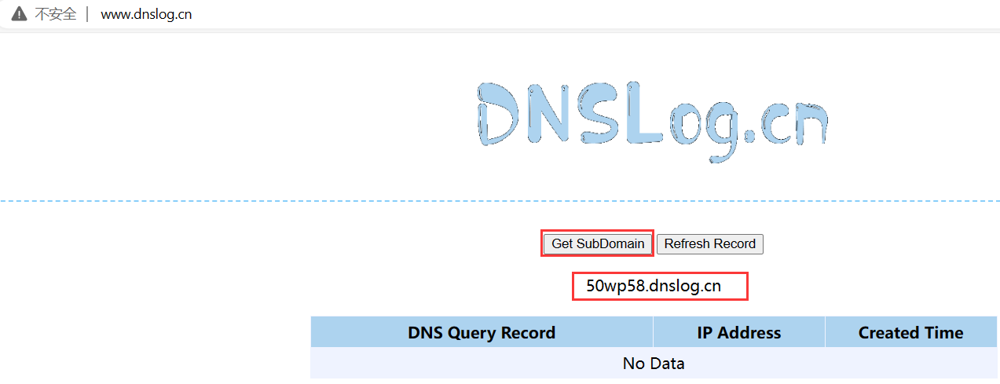 不安全 www.dnslog.cn
DNSLog.cn
Get SubDomain Refresh Record
50wp58.dnslog.cn
DNS Query Record IP Address Created Time
No Data